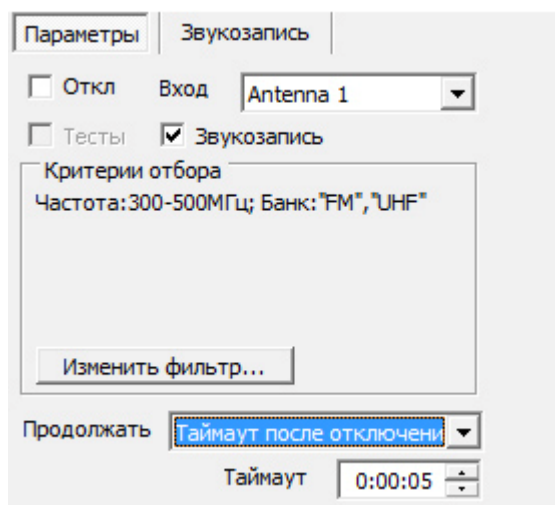 Параметры Звукозапись
Откл Вход Antenna 1
Тесты Звукозапись
Критерии отбора
Частота:300-500МГц; Банк:"FM","UHF"
Изменить фильтр...
Продолжать Таймаут после отключени
Таймаут 0:00:05